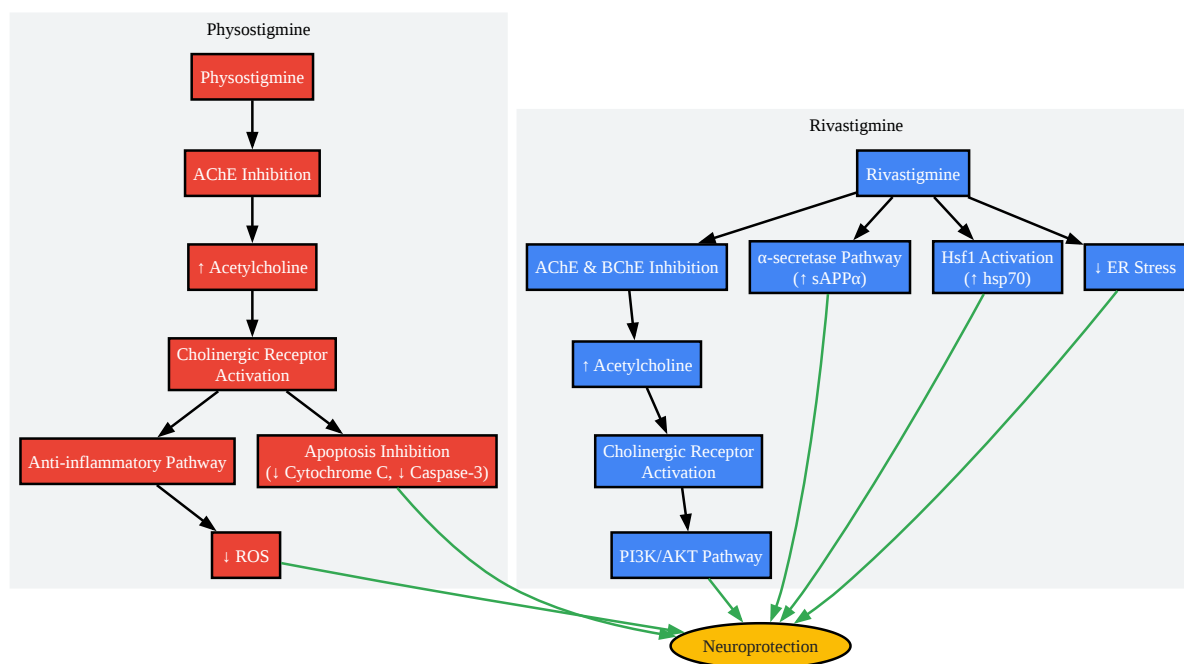 Physostigmine
Physostigmine
AChE Inhibition
↑ Acetylcholine
Cholinergic Receptor
Activation
Anti-inflammatory Pathway
Apoptosis Inhibition
(↓ Cytochrome C, ↓ Caspase-3)
↓ ROS
Rivastigmine
Rivastigmine
AChE & BChE Inhibition
α-secretase Pathway
(↑ sAPPα)
Hsf1 Activation
(↑ hsp70)
↓ ER Stress
↑ Acetylcholine
Cholinergic Receptor
Activation
PI3K/AKT Pathway
Neuroprotection